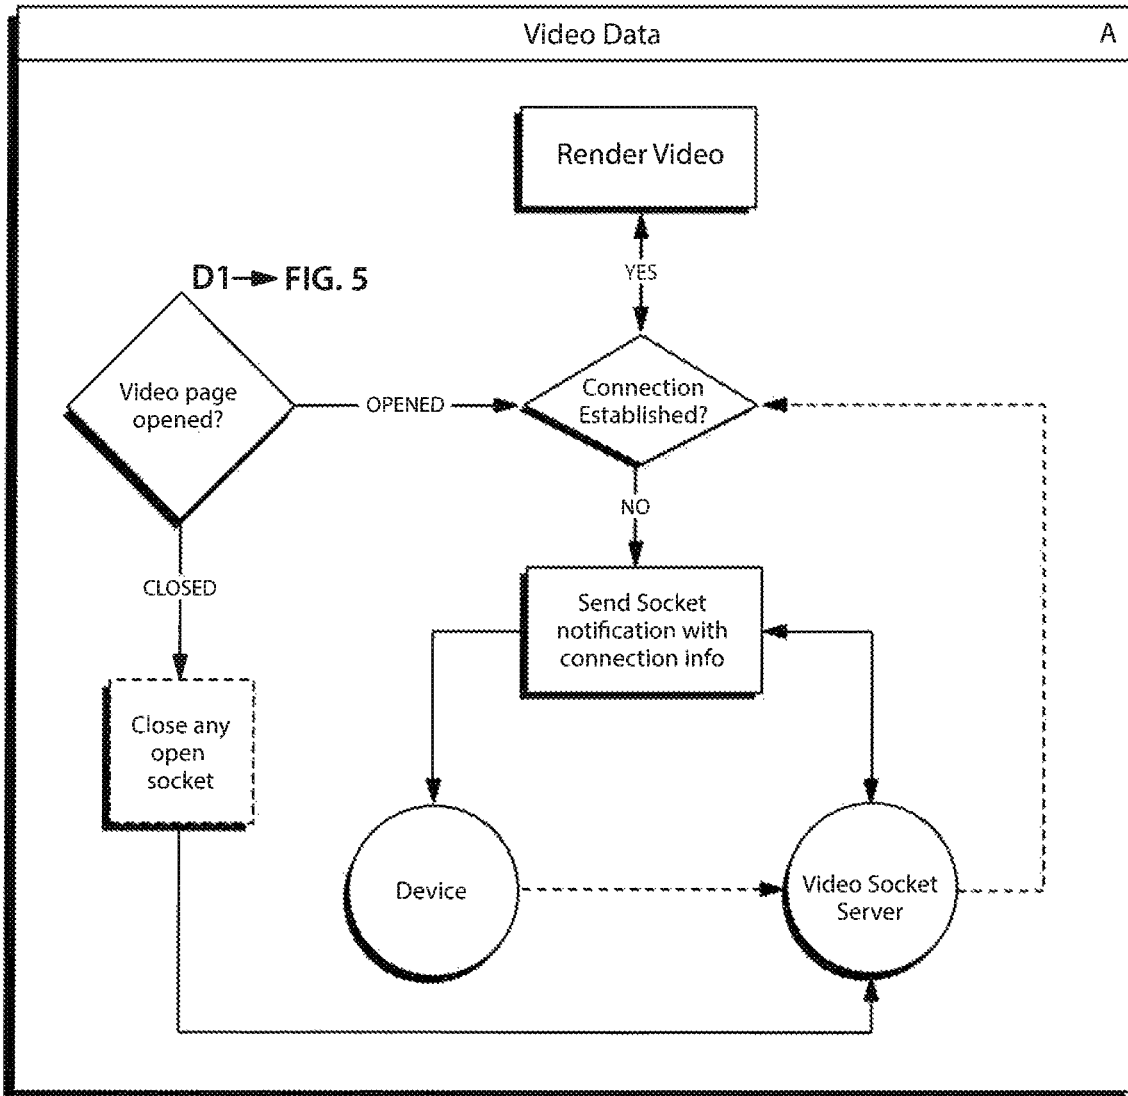 Video Data
A
Render Video
YES
D1→ FIG. 5
Video page
opened?
OPENED
Connection
Established?
NO
CLOSED
Send Socket
notification with
connection info
Close any
open
socket
Device
Video Socket
Server